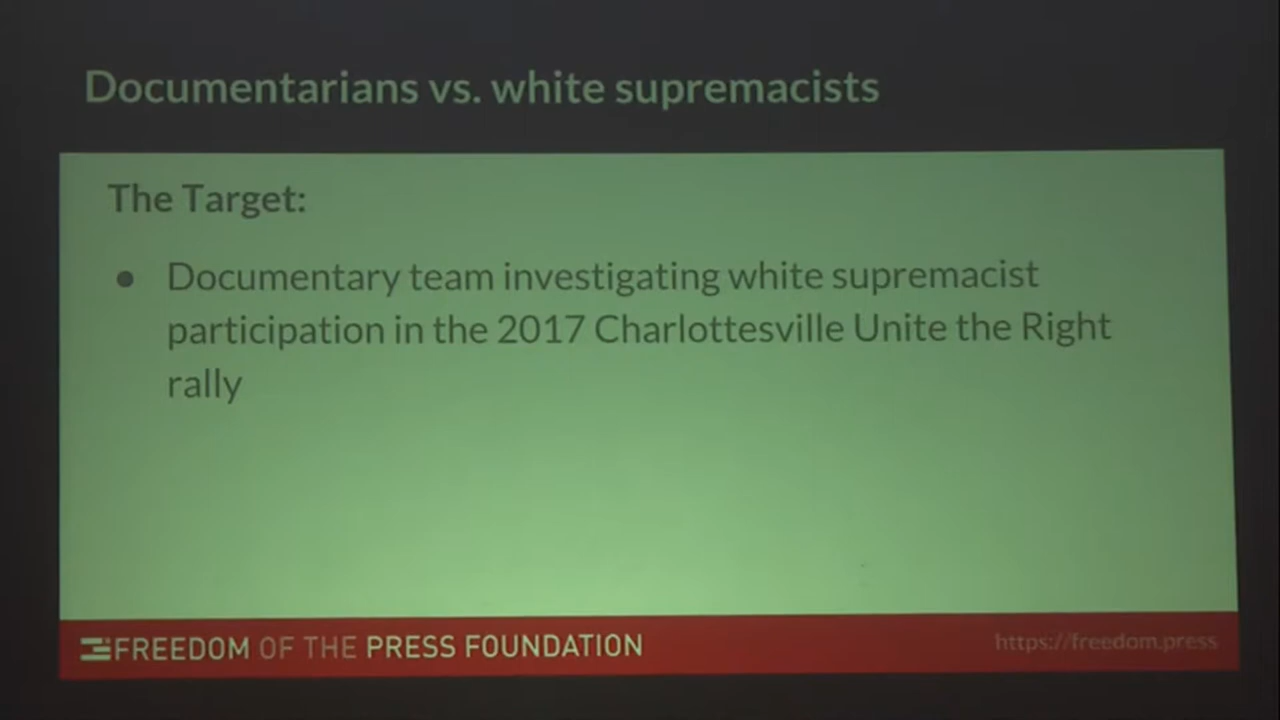 Documentarians vs. white supremacists
The Target:
● Documentary team investigating white supremacist
participation in the 2017 Charlottesville Unite the Right
rally
FREEDOM OF THE PRESS FOUNDATION
https://freedom.press